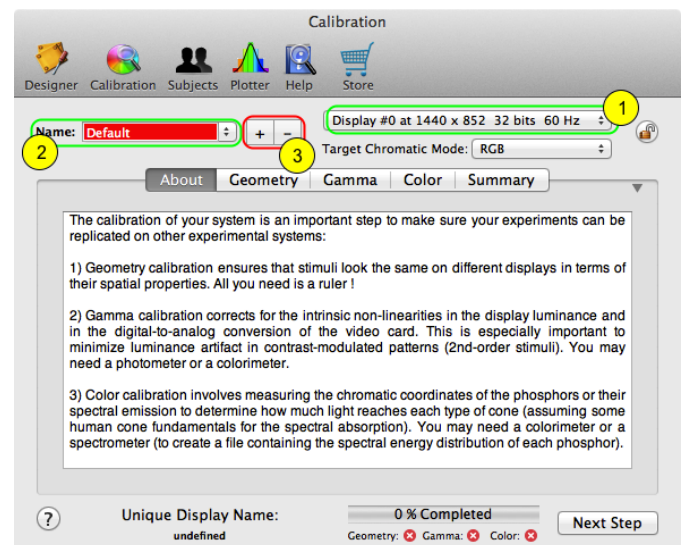 Calibration
Designer Calibration Subjects Plotter Help Store
1
Display #0 at 1440 x 852 32 bits 60 Hz
Name: Default + -
2
3
Target Chromatic Mode: RGB
About Geometry Gamma Color Summary
The calibration of your system is an important step to make sure your experiments can be
replicated on other experimental systems:
1) Geometry calibration ensures that stimuli look the same on different displays in terms of
their spatial properties. All you need is a ruler !
2) Gamma calibration corrects for the intrinsic non-linearities in the display luminance and
in the digital-to-analog conversion of the video card. This is especially important to
minimize luminance artifact in contrast-modulated patterns (2nd-order stimuli). You may
need a photometer or a colorimeter.
3) Color calibration involves measuring the chromatic coordinates of the phosphors or their
spectral emission to determine how much light reaches each type of cone (assuming some
human cone fundamentals for the spectral absorption). You may need a colorimeter or a
spectrometer (to create a file containing the spectral energy distribution of each phosphor).
? Unique Display Name: 0 % Completed Next Step
undefined Geometry: Gamma: Color: